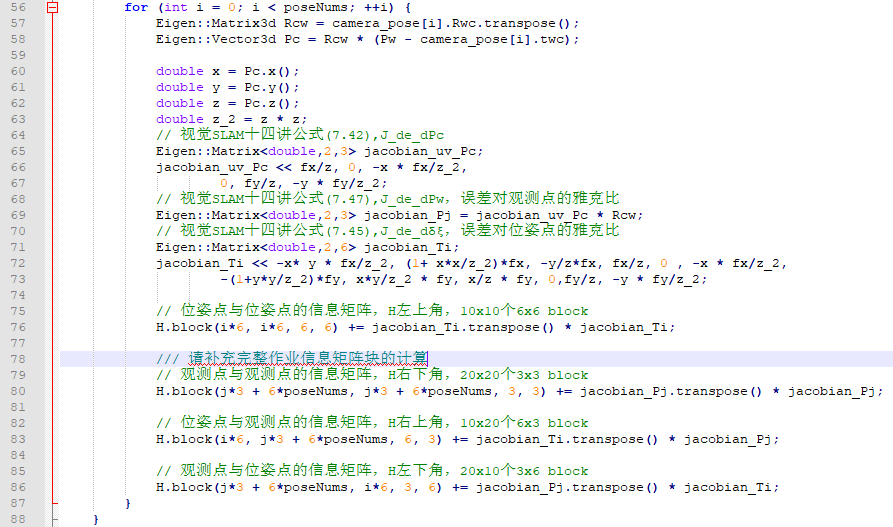 56 for (int i = 0; i < poseNums; ++i) {
57 Eigen::Matrix3d Rcw = camera_pose[i].Rwc.transpose();
58 Eigen::Vector3d Pc = Rcw * (Pw - camera_pose[i].twc);
59
60 double x = Pc.x();
61 double y = Pc.y();
62 double z = Pc.z();
63 double z_2 = z * z;
64 // 视觉SLAM十四讲公式(7.42),J_de_dPc
65 Eigen::Matrix<double,2,3> jacobian_uv_Pc;
66 jacobian_uv_Pc << fx/z, 0, -x * fx/z_2,
67 0, fy/z, -y * fy/z_2;
68 // 视觉SLAM十四讲公式(7.47),J_de_dPw，误差对观测点的雅克比
69 Eigen::Matrix<double,2,3> jacobian_Pj = jacobian_uv_Pc * Rcw;
70 // 视觉SLAM十四讲公式(7.45),J_de_dδξ，误差对位姿点的雅克比
71 Eigen::Matrix<double,2,6> jacobian_Ti;
72 jacobian_Ti << -x* y * fx/z_2, (1+ x*x/z_2)*fx, -y/z*fx, fx/z, 0 , -x * fx/z_2,
73 -(1+y*y/z_2)*fy, x*y/z_2 * fy, x/z * fy, 0,fy/z, -y * fy/z_2;
74
75 // 位姿点与位姿点的信息矩阵，H左上角，10x10个6x6 block
76 H.block(i*6, i*6, 6, 6) += jacobian_Ti.transpose() * jacobian_Ti;
77
78 /// 请补充完整作业信息矩阵块的计算
79 // 观测点与观测点的信息矩阵，H右下角，20x20个3x3 block
80 H.block(j*3 + 6*poseNums, j*3 + 6*poseNums, 3, 3) += jacobian_Pj.transpose() * jacobian_Pj;
81
82 // 位姿点与观测点的信息矩阵，H右上角，10x20个6x3 block
83 H.block(i*6, j*3 + 6*poseNums, 6, 3) += jacobian_Ti.transpose() * jacobian_Pj;
84
85 // 观测点与位姿点的信息矩阵，H左下角，20x10个3x6 block
86 H.block(j*3 + 6*poseNums, i*6, 3, 6) += jacobian_Pj.transpose() * jacobian_Ti;
87 }
88 }